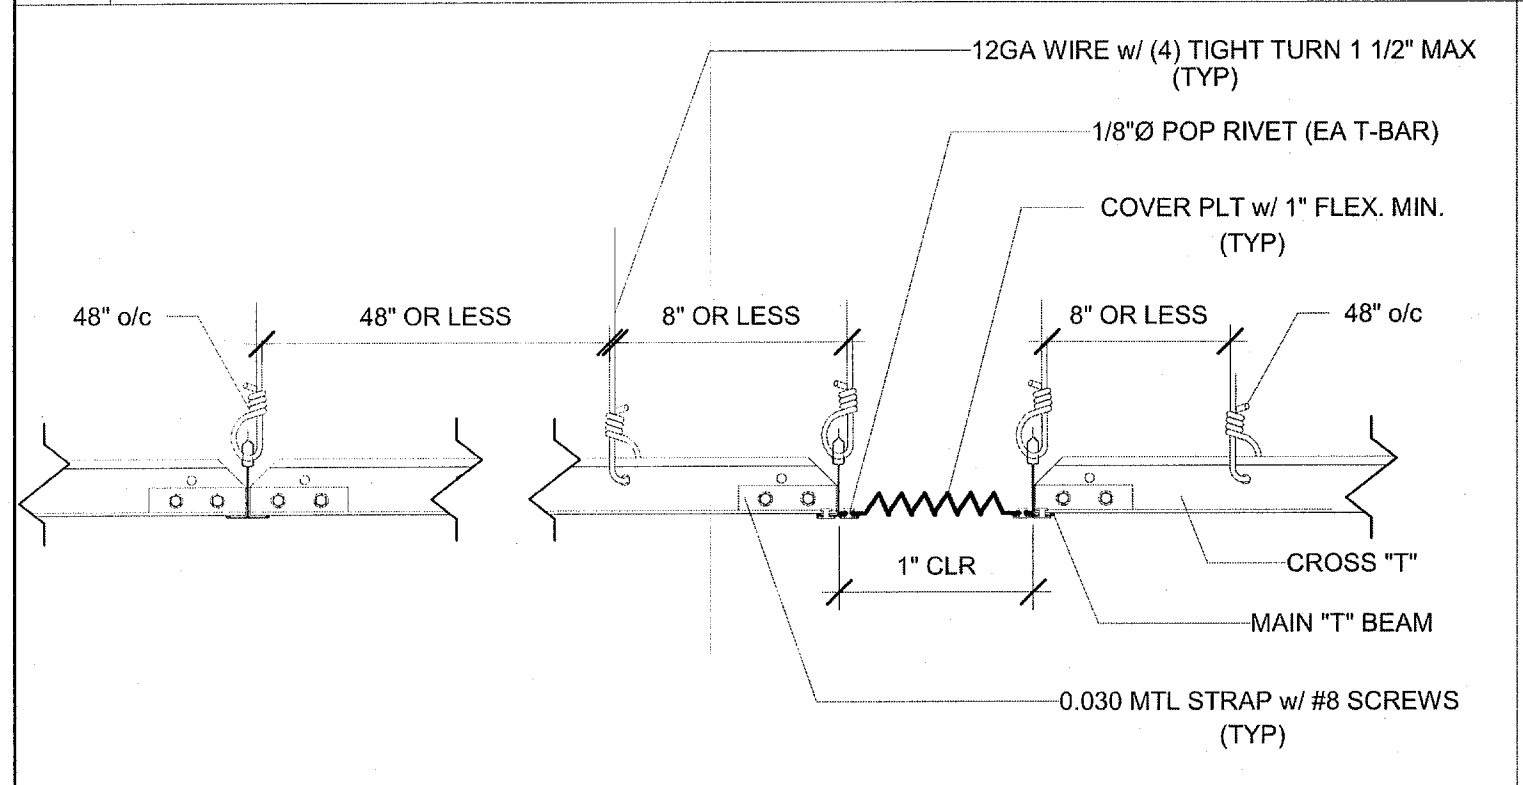 12GA WIRE w/ (4) TIGHT TURN 1 1/2" MAX
(TYP)
1/8"Ø POP RIVET (EA T-BAR)
COVER PLT w/ 1" FLEX. MIN.
(TYP)
48" o/c
48" OR LESS
8" OR LESS
8" OR LESS
48" o/c
1" CLR
CROSS "T"
MAIN "T" BEAM
0.030 MTL STRAP w/ #8 SCREWS
(TYP)